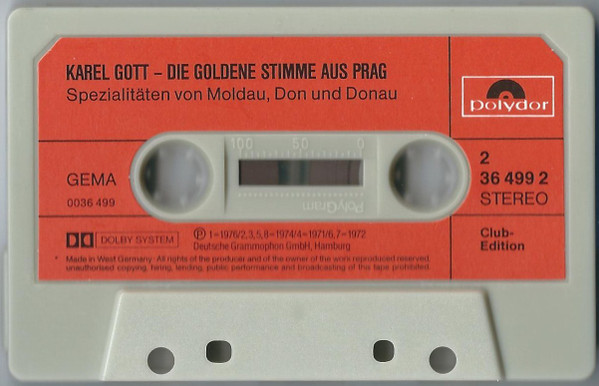 KAREL GOTT – DIE GOLDENE STIMME AUS PRAG
Spezialitäten von Moldau, Don und Donau
polydor
100 50 0
GEMA
0036 499
PolyGram
2
36 499 2
STEREO
DOLBY SYSTEM
℗ 1–1976/2,3,5,8–1974/4–1971/6,7–1972
Deutsche Grammophon GmbH, Hamburg
Club-
Edition
* Made in West Germany. All rights of the producer and of the owner of the work reproduced reserved.
unauthorised copying, hiring, lending, public performance and broadcasting of this tape prohibited.